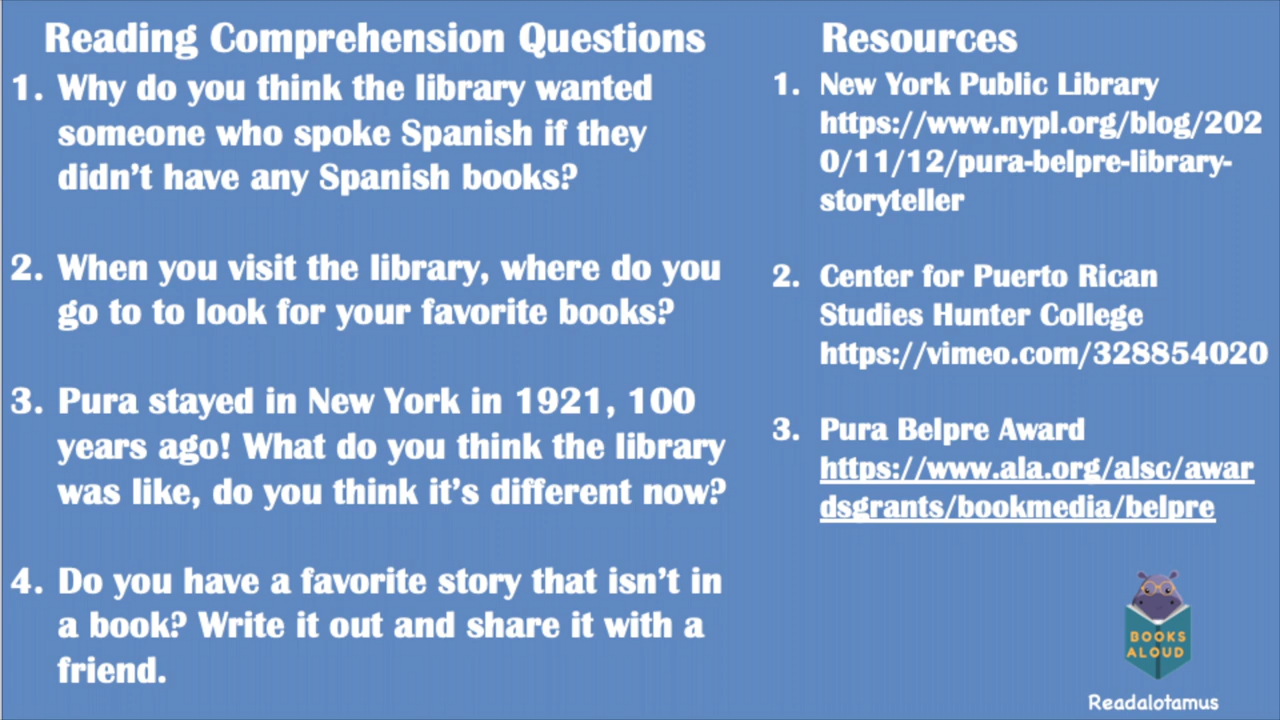 Reading Comprehension Questions
1. Why do you think the library wanted
someone who spoke Spanish if they
didn't have any Spanish books?
2. When you visit the library, where do you
go to to look for your favorite books?
3. Pura stayed in New York in 1921, 100
years ago! What do you think the library
was like, do you think it's different now?
4. Do you have a favorite story that isn't in
a book? Write it out and share it with a
friend.
Resources
1. New York Public Library
https://www.nypl.org/blog/202
0/11/12/pura-belpre-library-
storyteller
2. Center for Puerto Rican
Studies Hunter College
https://vimeo.com/328854020
3. Pura Belpre Award
https://www.ala.org/alsc/awar
dsgrants/bookmedia/belpre
BOOKS
ALOUD
Readalotamus